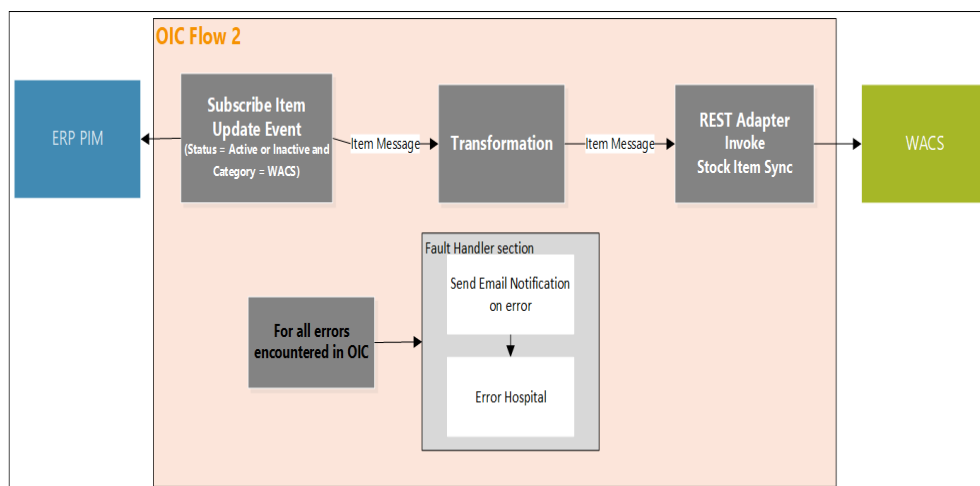 OIC Flow 2
ERP PIM
Subscribe Item
Update Event
(Status = Active or Inactive and
Category = WACS)
Item Message
Transformation
Item Message
REST Adapter
Invoke
Stock Item Sync
WACS
Fault Handler section
Send Email Notification
on error
For all errors
encountered in OIC
Error Hospital